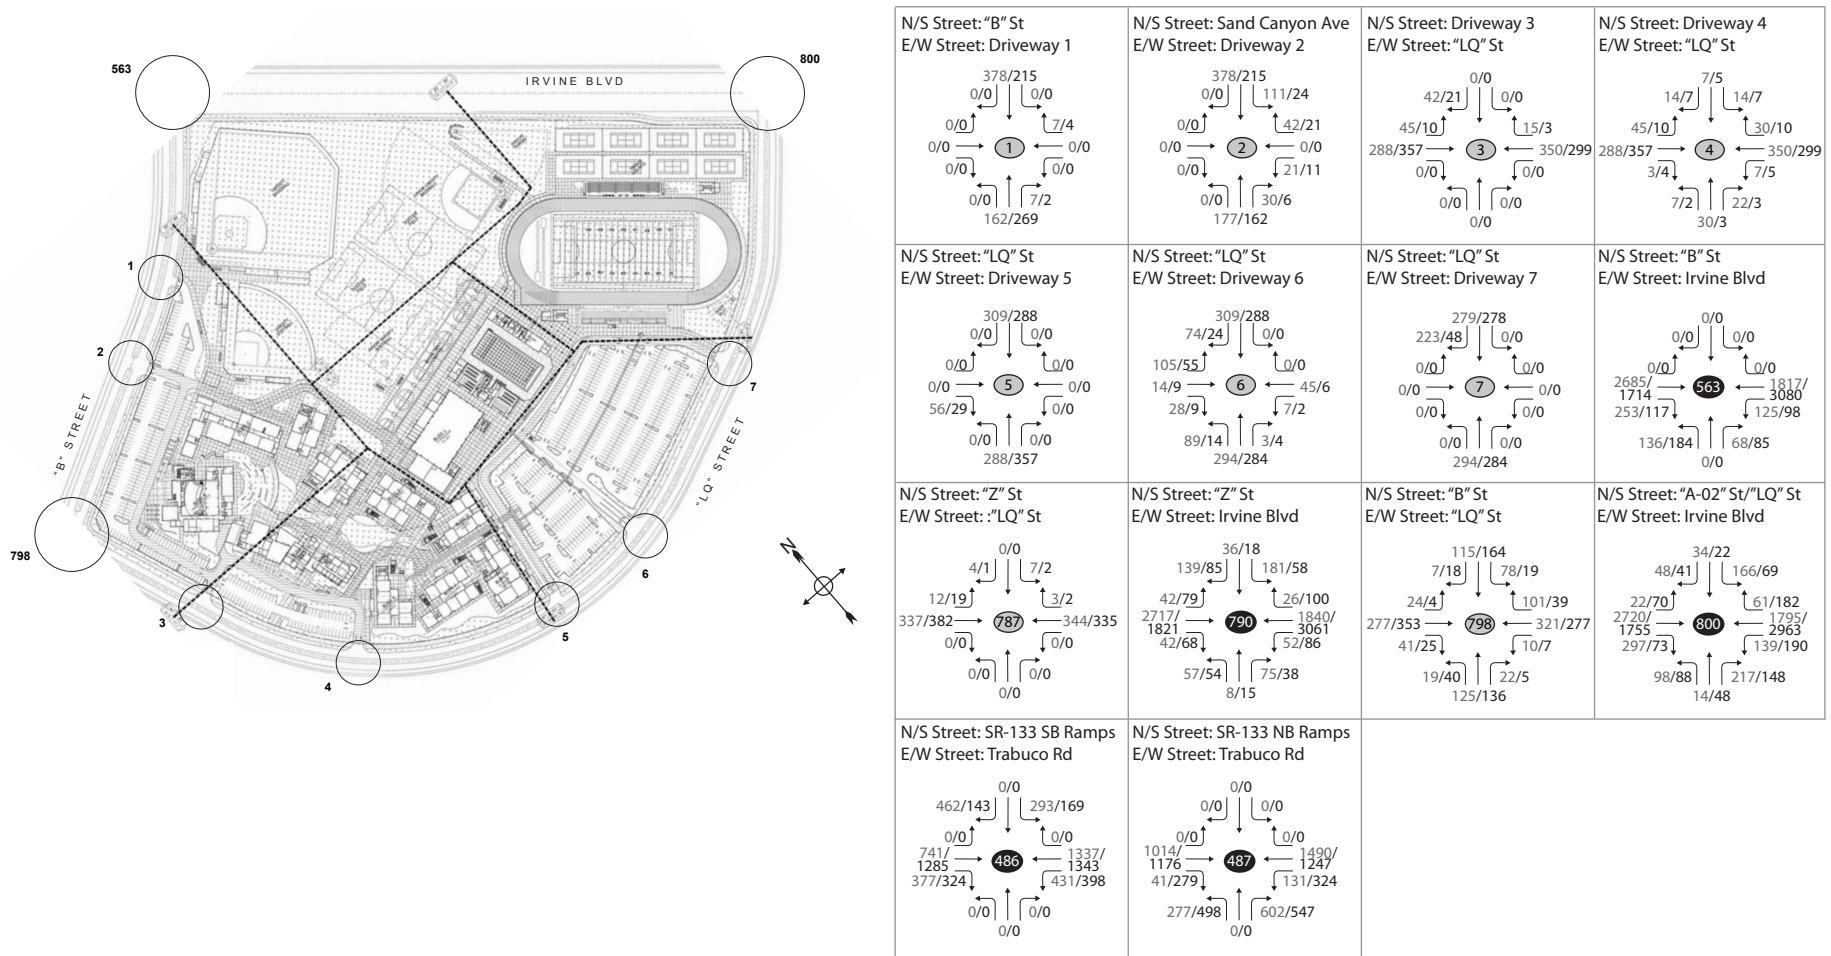 563
800
IRVINE BLVD
1
2
7
"B" STREET
"LQ" STREET
798
N
3
6
5
4
N/S Street: "B" St
E/W Street: Driveway 1
378/215
0/0 0/0
0/0 7/4
0/0 1 0/0
0/0 0/0
0/0 7/2
162/269
N/S Street: Sand Canyon Ave
E/W Street: Driveway 2
378/215
0/0 111/24
0/0 42/21
0/0 2 0/0
0/0 21/11
0/0 30/6
177/162
N/S Street: Driveway 3
E/W Street: "LQ" St
0/0
42/21 0/0
45/10 15/3
288/357 3 350/299
0/0 0/0
0/0 0/0
0/0
N/S Street: Driveway 4
E/W Street: "LQ" St
7/5
14/7 14/7
45/10 30/10
288/357 4 350/299
3/4 7/5
7/2 22/3
30/3
N/S Street: "LQ" St
E/W Street: Driveway 5
309/288
0/0 0/0
0/0 0/0
0/0 5 0/0
56/29 0/0
0/0 0/0
288/357
N/S Street: "LQ" St
E/W Street: Driveway 6
309/288
74/24 0/0
105/55 0/0
14/9 6 45/6
28/9 7/2
89/14 3/4
294/284
N/S Street: "LQ" St
E/W Street: Driveway 7
279/278
223/48 0/0
0/0 0/0
0/0 7 0/0
0/0 0/0
0/0 0/0
294/284
N/S Street: "B" St
E/W Street: Irvine Blvd
0/0
0/0 0/0
0/0 0/0
2685/ 1817/
1714 563 3080
253/117 125/98
136/184 68/85
0/0
N/S Street: "Z" St
E/W Street: :"LQ" St
0/0
4/1 7/2
12/19 3/2
337/382 787 344/335
0/0 0/0
0/0 0/0
0/0
N/S Street: "Z" St
E/W Street: Irvine Blvd
36/18
139/85 181/58
42/79 26/100
2717/ 1840/
1821 790 3061
42/68 52/86
57/54 75/38
8/15
N/S Street: "B" St
E/W Street: "LQ" St
115/164
7/18 78/19
24/4 101/39
277/353 798 321/277
41/25 10/7
19/40 22/5
125/136
N/S Street: "A-02" St/"LQ" St
E/W Street: Irvine Blvd
34/22
48/41 166/69
22/70 61/182
2720/ 1795/
1755 800 2963
297/73 139/190
98/88 217/148
14/48
N/S Street: SR-133 SB Ramps
E/W Street: Trabuco Rd
0/0
462/143 293/169
0/0 0/0
741/ 1337/
1285 486 1343
377/324 431/398
0/0 0/0
0/0
N/S Street: SR-133 NB Ramps
E/W Street: Trabuco Rd
0/0
0/0 0/0
0/0 0/0
1014/ 1490/
1176 487 1247
41/279 131/324
277/498 602/547
0/0